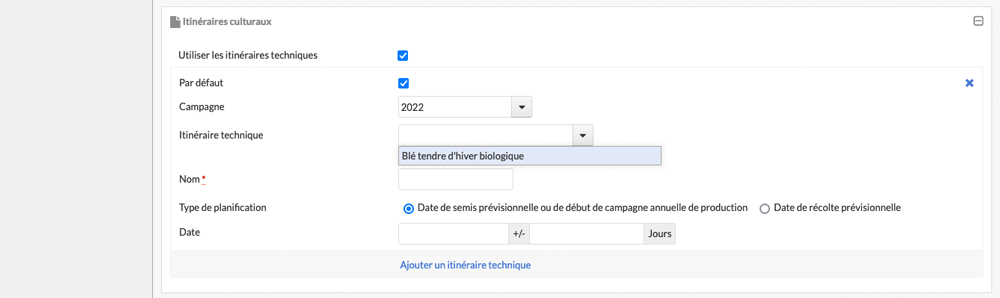 Itinéraires culturaux
Utiliser les itinéraires techniques
Par défaut
Campagne 2022
Itinéraire technique
Blé tendre d'hiver biologique
Nom *
Type de planification Date de semis prévisionnelle ou de début de campagne annuelle de production Date de récolte prévisionnelle
Date +/- Jours
Ajouter un itinéraire technique